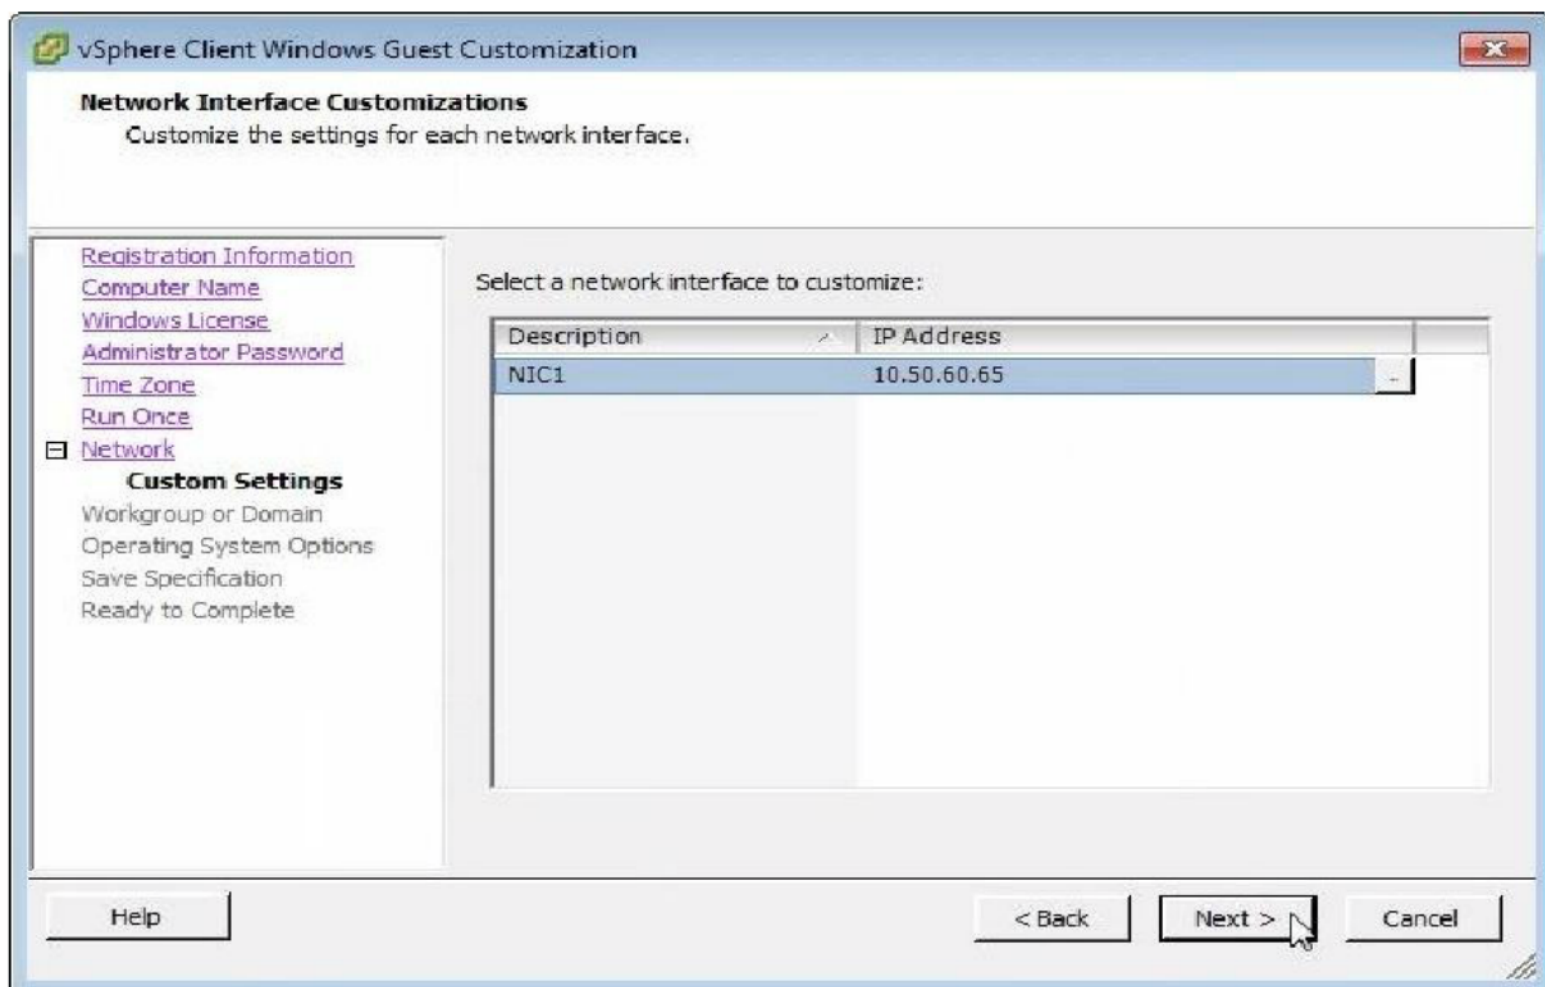 vSphere Client Windows Guest Customization
Network Interface Customizations
Customize the settings for each network interface.
Registration Information
Computer Name
Windows License
Administrator Password
Time Zone
Run Once
Network
Custom Settings
Workgroup or Domain
Operating System Options
Save Specification
Ready to Complete
Select a network interface to customize:
Description IP Address
NIC1 10.50.60.65 ..
Help < Back Next > Cancel